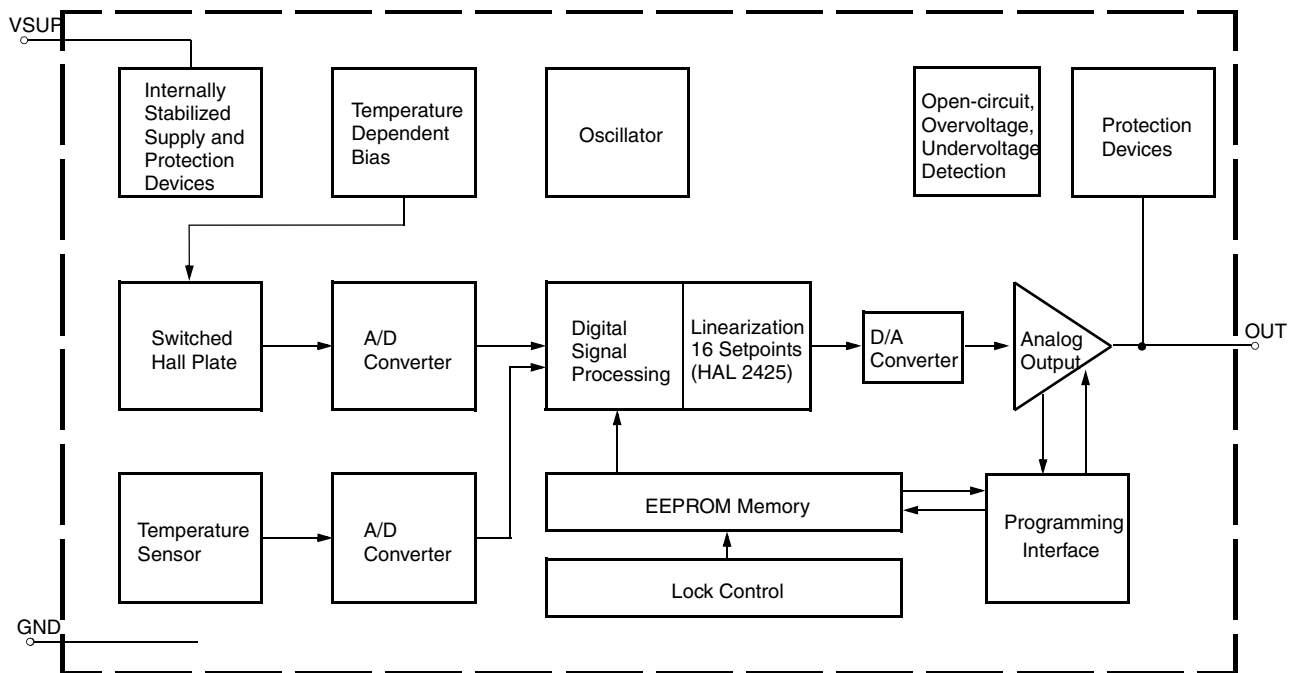 VSUP
Internally
Stabilized
Supply and
Protection
Devices
Temperature
Dependent
Bias
Oscillator
Open-circuit,
Overvoltage,
Undervoltage
Detection
Protection
Devices
Switched
Hall Plate
A/D
Converter
Digital
Signal
Processing
Linearization
16 Setpoints
(HAL 2425)
D/A
Converter
Analog
Output
OUT
Temperature
Sensor
A/D
Converter
EEPROM Memory
Lock Control
Programming
Interface
GND